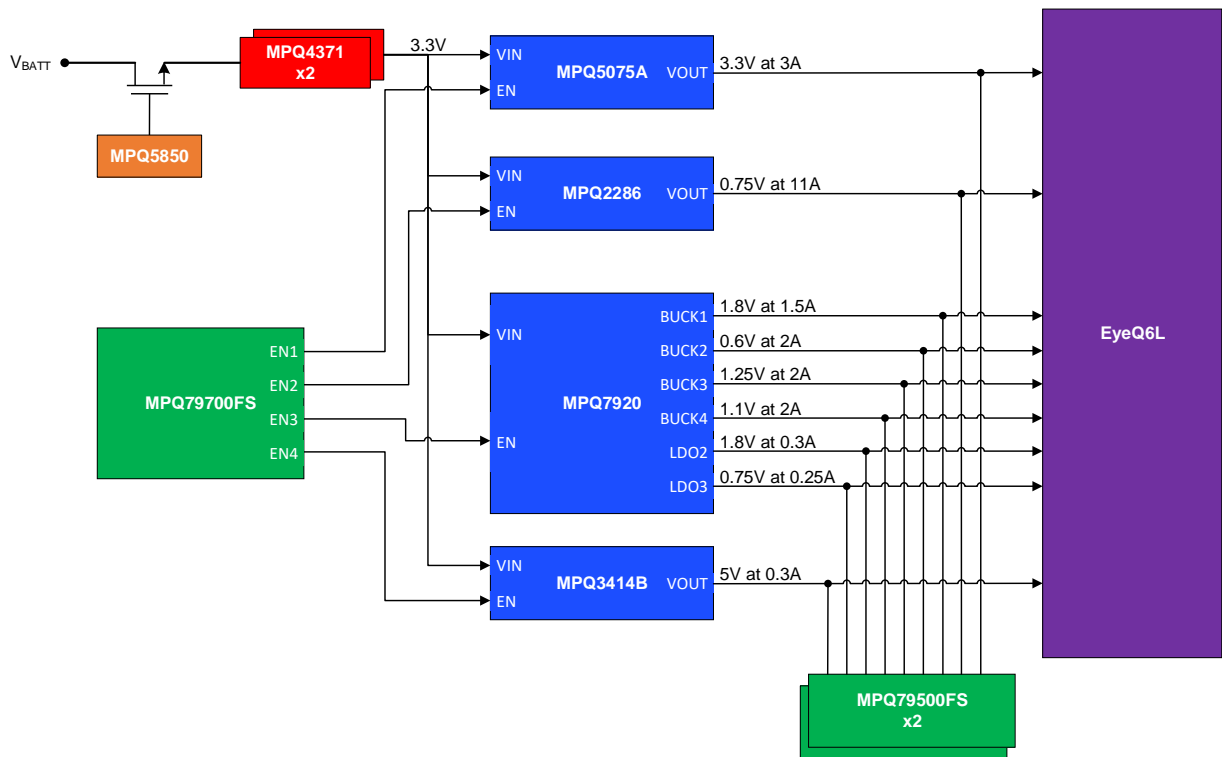 VBATT
MPQ4371
x2
3.3V
MPQ5850
VIN
EN
MPQ5075A
VOUT
3.3V at 3A
VIN
EN
MPQ2286
VOUT
0.75V at 11A
MPQ79700FS
EN1
EN2
EN3
EN4
VIN
EN
MPQ7920
BUCK1
BUCK2
BUCK3
BUCK4
LDO2
LDO3
1.8V at 1.5A
0.6V at 2A
1.25V at 2A
1.1V at 2A
1.8V at 0.3A
0.75V at 0.25A
VIN
EN
MPQ3414B
VOUT
5V at 0.3A
EyeQ6L
MPQ79500FS
x2